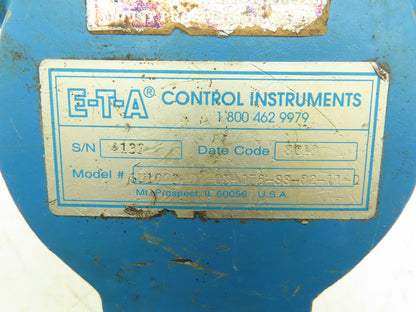 E-T-A® CONTROL INSTRUMENTS
1 800 462 9979
S/N Date Code
Model #
Mt. Prospect, IL 60056 U.S.A